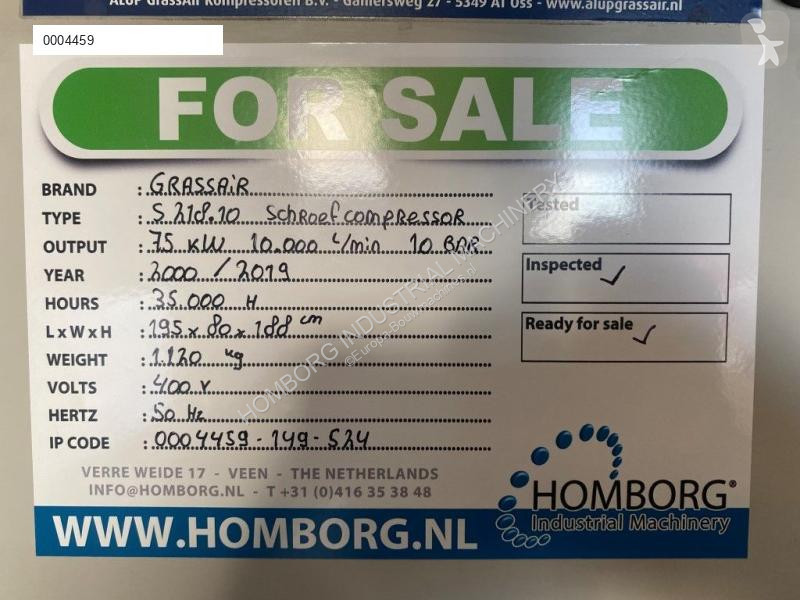 ALUP GrassAir Kompressoren B.V. - Galliërsweg 27 - 5349 AT Oss - www.alupgrassair.nl
0004459
FOR SALE
BRAND : GRASSAIR
TYPE : S 218.10 Schroefcompressor
OUTPUT : 75 kW 10.000 L/min 10 BAR
YEAR : 2000 / 2019
HOURS : 35.000 H
L x W x H : 195 x 80 x 188 cm
WEIGHT : 1.120 kg
VOLTS : 400 V
HERTZ : 50 Hz
IP CODE : 0004459-149-524
Tested
Inspected ✓
Ready for sale ✓
HOMBORG INDUSTRIAL MACHINERY
©Europa-Bouwmachines.nl
VERRE WEIDE 17 - VEEN - THE NETHERLANDS
INFO@HOMBORG.NL - T +31 (0)416 35 38 48
HOMBORG®
Industrial Machinery
WWW.HOMBORG.NL